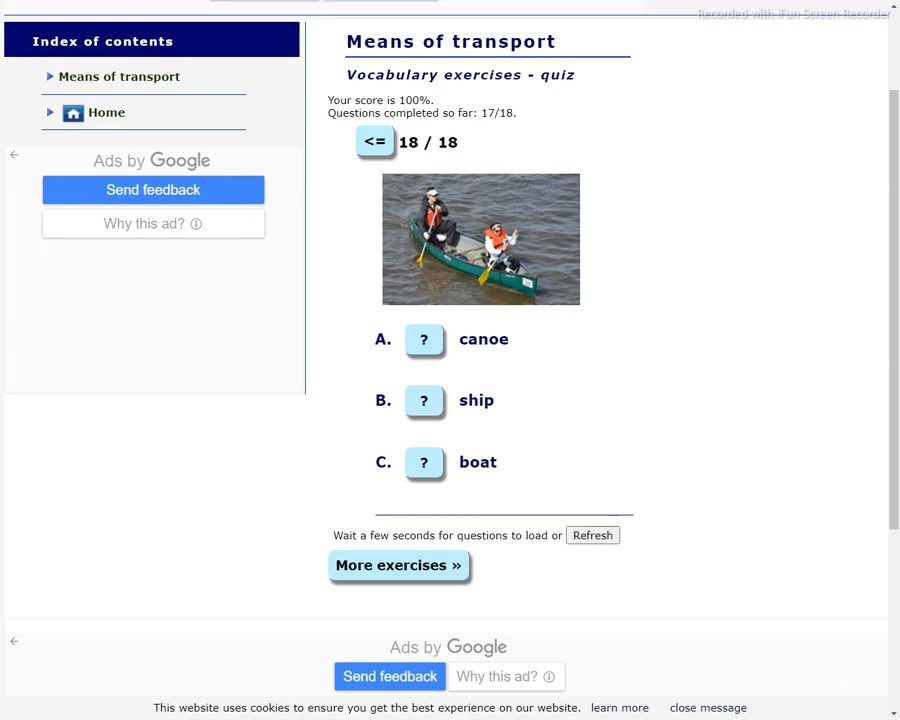 Recorded with iFun Screen Recorder
Index of contents
Means of transport
Home
Ads by Google
Send feedback
Why this ad?
Means of transport
Vocabulary exercises - quiz
Your score is 100%.
Questions completed so far: 17/18.
<= 18 / 18
A. ? canoe
B. ? ship
C. ? boat
Wait a few seconds for questions to load or Refresh
More exercises »
Ads by Google
Send feedback Why this ad?
This website uses cookies to ensure you get the best experience on our website. learn more close message